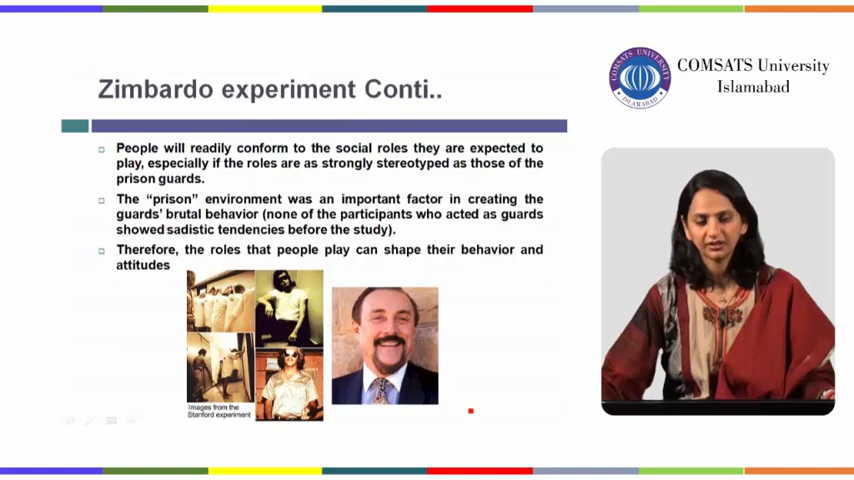 Zimbardo experiment Conti..
COMSATS University
Islamabad
COMSATS UNIVERSITY
ISLAMABAD
People will readily conform to the social roles they are expected to
play, especially if the roles are as strongly stereotyped as those of the
prison guards.
The “prison” environment was an important factor in creating the
guards’ brutal behavior (none of the participants who acted as guards
showed sadistic tendencies before the study).
Therefore, the roles that people play can shape their behavior and
attitudes
Images from the
Stanford experiment